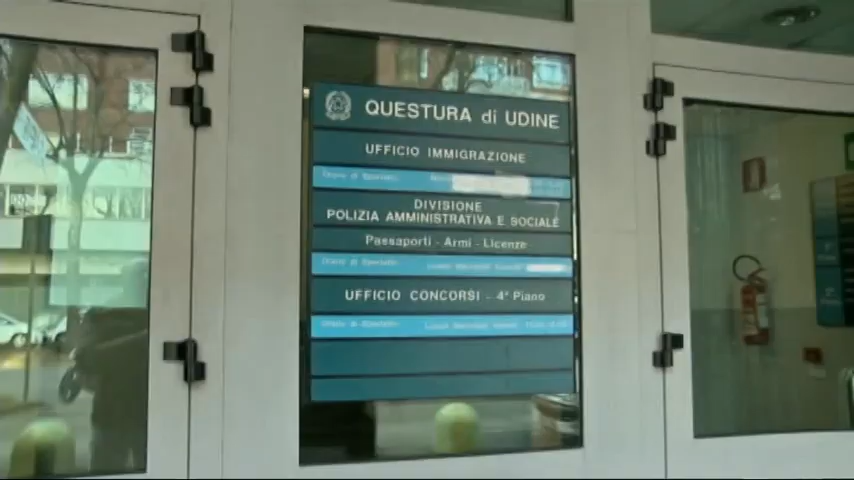 QUESTURA di UDINE
UFFICIO IMMIGRAZIONE
DIVISIONE
POLIZIA AMMINISTRATIVA E SOCIALE
Passaporti - Armi - Licenze
UFFICIO CONCORSI - 4° Piano